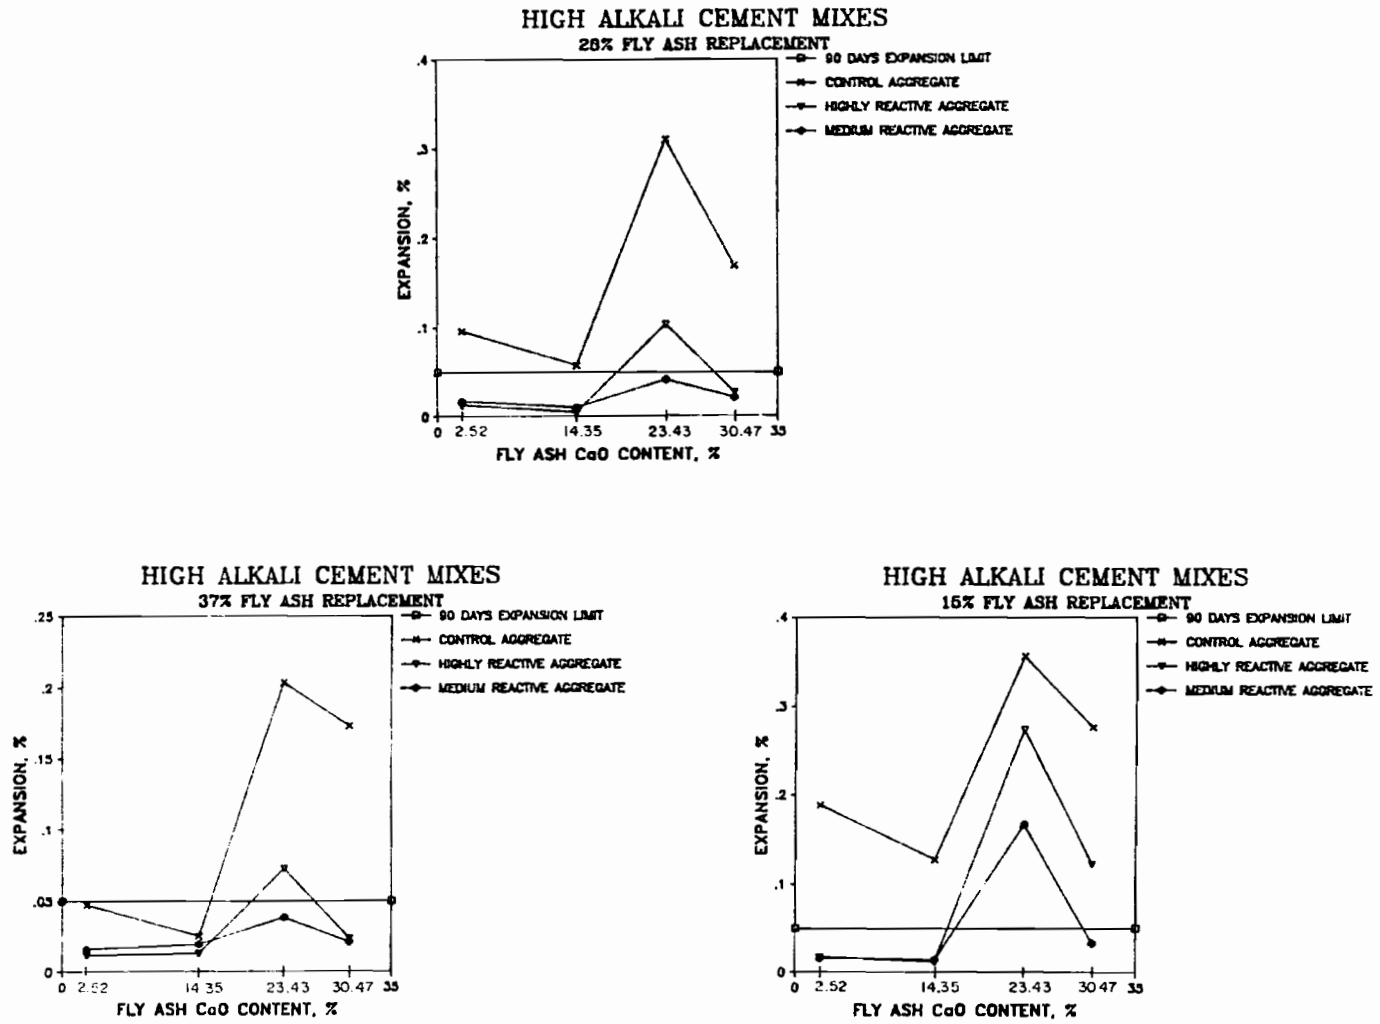 HIGH ALKALI CEMENT MIXES
28% FLY ASH REPLACEMENT
90 DAYS EXPANSION LIMIT
CONTROL AGGREGATE
HIGHLY REACTIVE AGGREGATE
MEDIUM REACTIVE AGGREGATE
.4
.3
.2
.1
0
EXPANSION, %
0 2.52 14.35 23.43 30.47 35
FLY ASH CaO CONTENT, %
HIGH ALKALI CEMENT MIXES
37% FLY ASH REPLACEMENT
90 DAYS EXPANSION LIMIT
CONTROL AGGREGATE
HIGHLY REACTIVE AGGREGATE
MEDIUM REACTIVE AGGREGATE
.25
.2
.15
.1
.05
0
EXPANSION, %
0 2.52 14.35 23.43 30.47 35
FLY ASH CaO CONTENT, %
HIGH ALKALI CEMENT MIXES
15% FLY ASH REPLACEMENT
90 DAYS EXPANSION LIMIT
CONTROL AGGREGATE
HIGHLY REACTIVE AGGREGATE
MEDIUM REACTIVE AGGREGATE
.4
.3
.2
.1
0
EXPANSION, %
0 2.52 14.35 23.43 30.47 35
FLY ASH CaO CONTENT, %